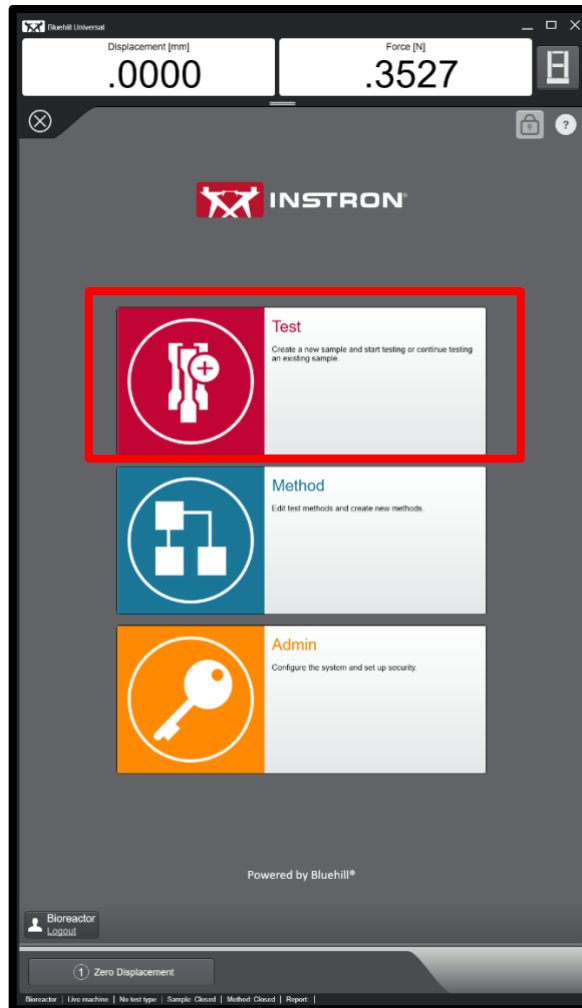 Bluehill Universal
Displacement [mm]
.0000
Force [N]
.3527
?
INSTRON®
Test
Create a new sample and start testing or continue testing
an existing sample.
Method
Edit test methods and create new methods.
Admin
Configure the system and set up security.
Powered by Bluehill®
Bioreactor
Logout
1 Zero Displacement
Bioreactor | Live machine | No test type | Sample: Closed | Method: Closed | Report: |